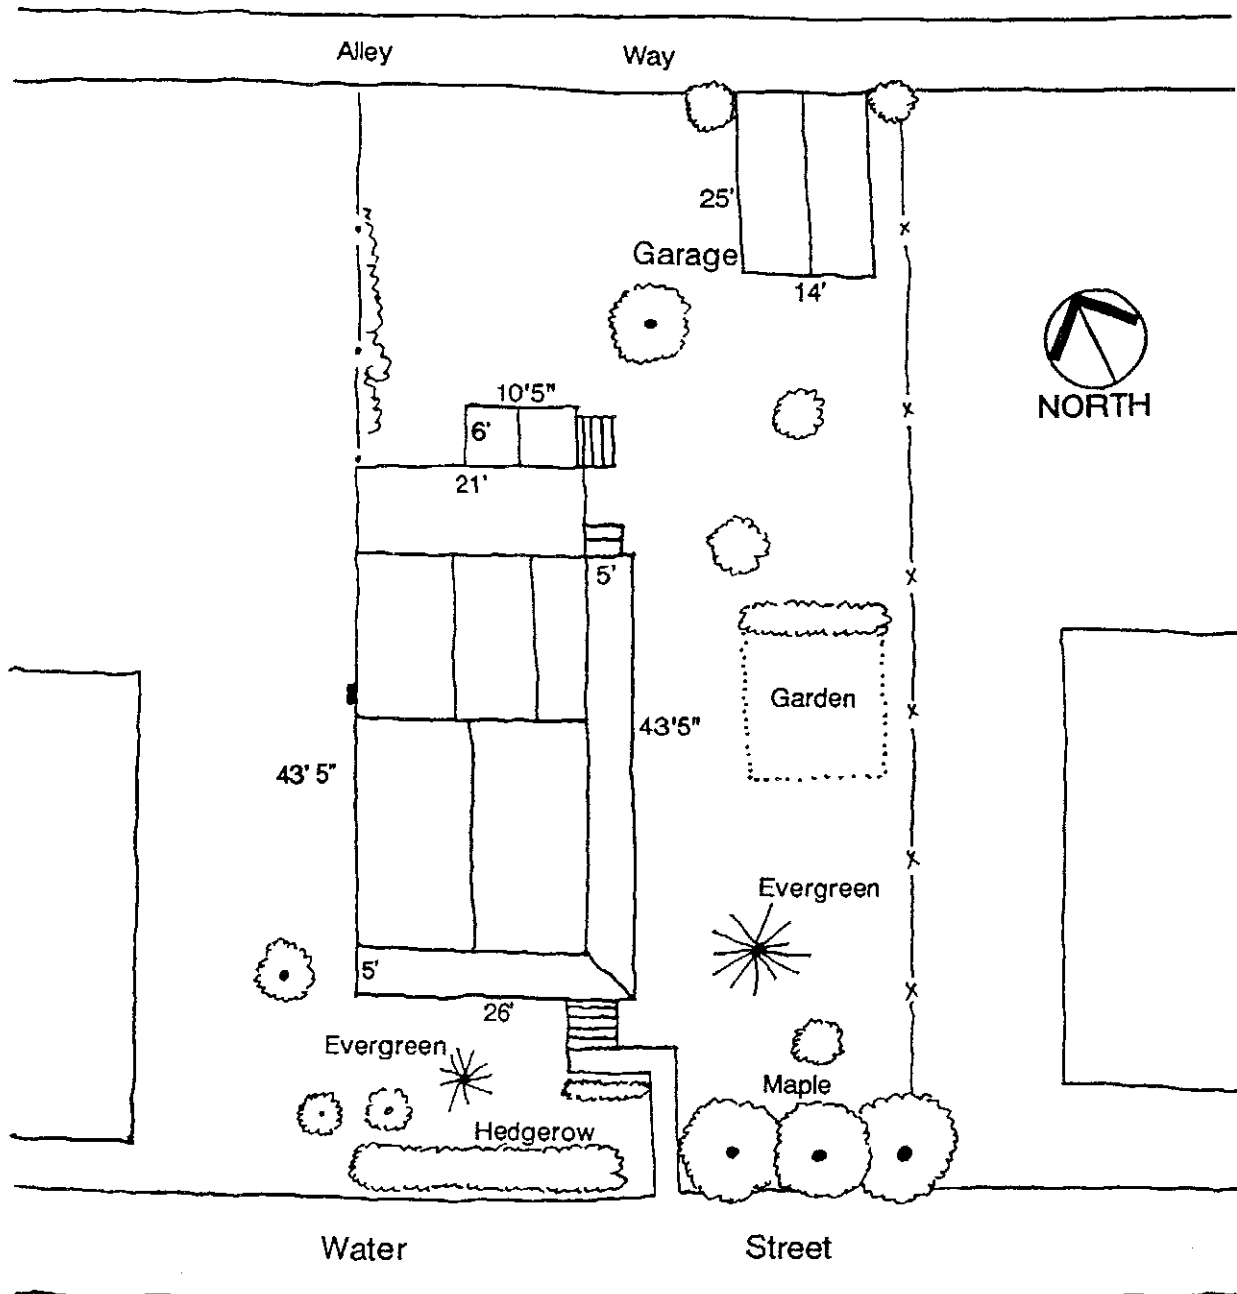 Alley Way
25'
Garage
14'
NORTH
10'5"
6'
21'
5'
Garden
43'5"
43' 5"
Evergreen
5'
26'
Evergreen
Maple
Hedgerow
Water Street